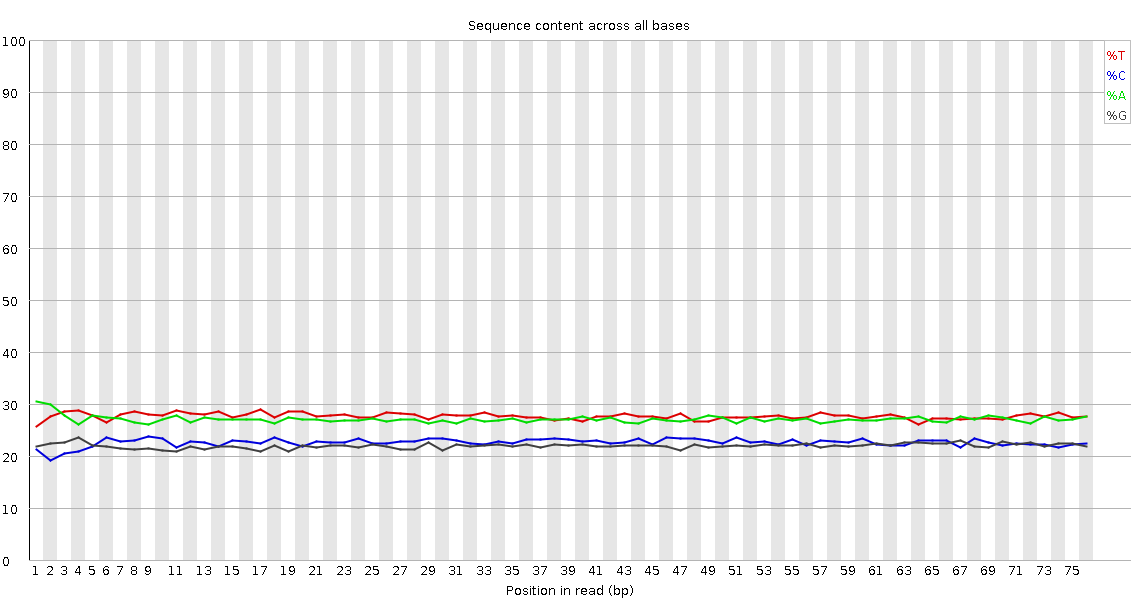 Sequence content across all bases
100
90
80
70
60
50
40
30
20
10
0
%T
%C
%A
%G
1 2 3 4 5 6 7 8 9 11 13 15 17 19 21 23 25 27 29 31 33 35 37 39 41 43 45 47 49 51 53 55 57 59 61 63 65 67 69 71 73 75
Position in read (bp)